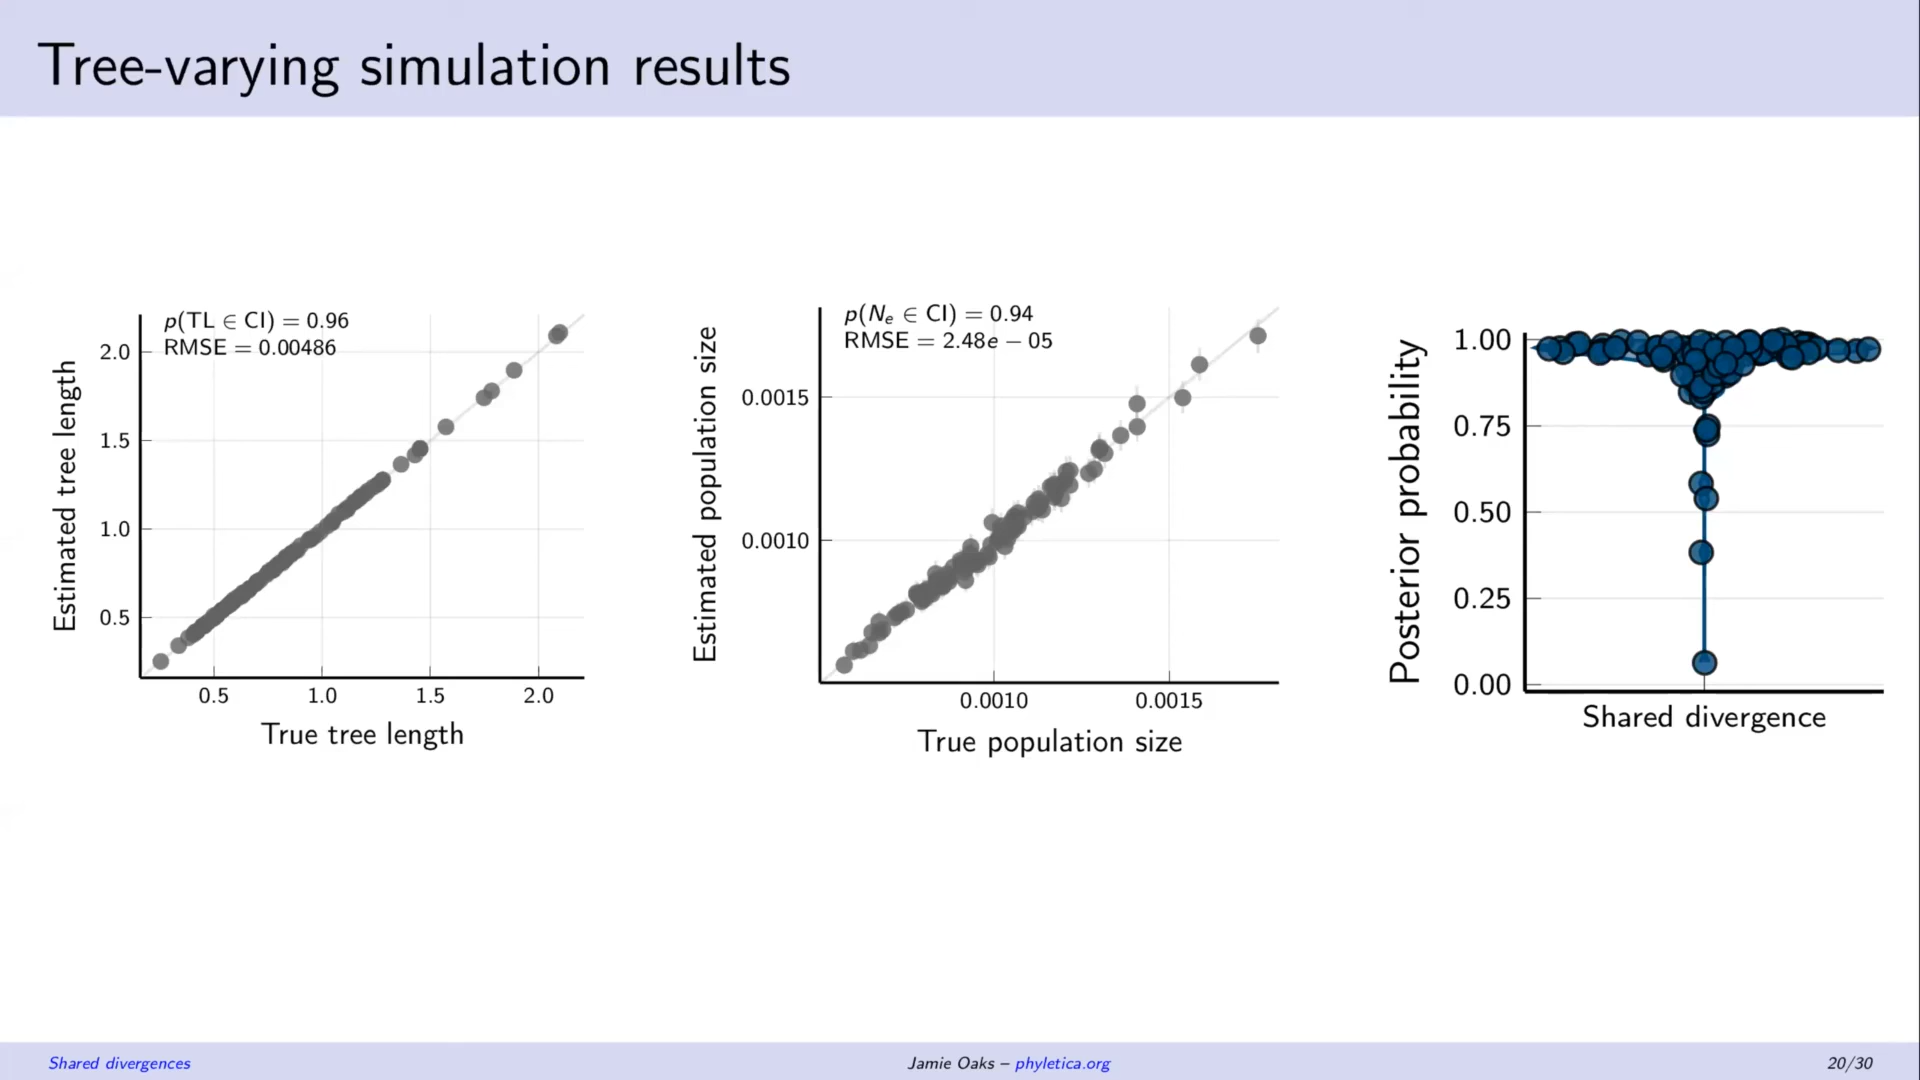 Tree-varying simulation results
p(TL ∈ CI) = 0.96
RMSE = 0.00486
Estimated tree length
2.0
1.5
1.0
0.5
0.5 1.0 1.5 2.0
True tree length
p(Nₑ ∈ CI) = 0.94
RMSE = 2.48e − 05
Estimated population size
0.0015
0.0010
0.0010 0.0015
True population size
Posterior probability
1.00
0.75
0.50
0.25
0.00
Shared divergence
Shared divergences
Jamie Oaks – phyletica.org
20/30